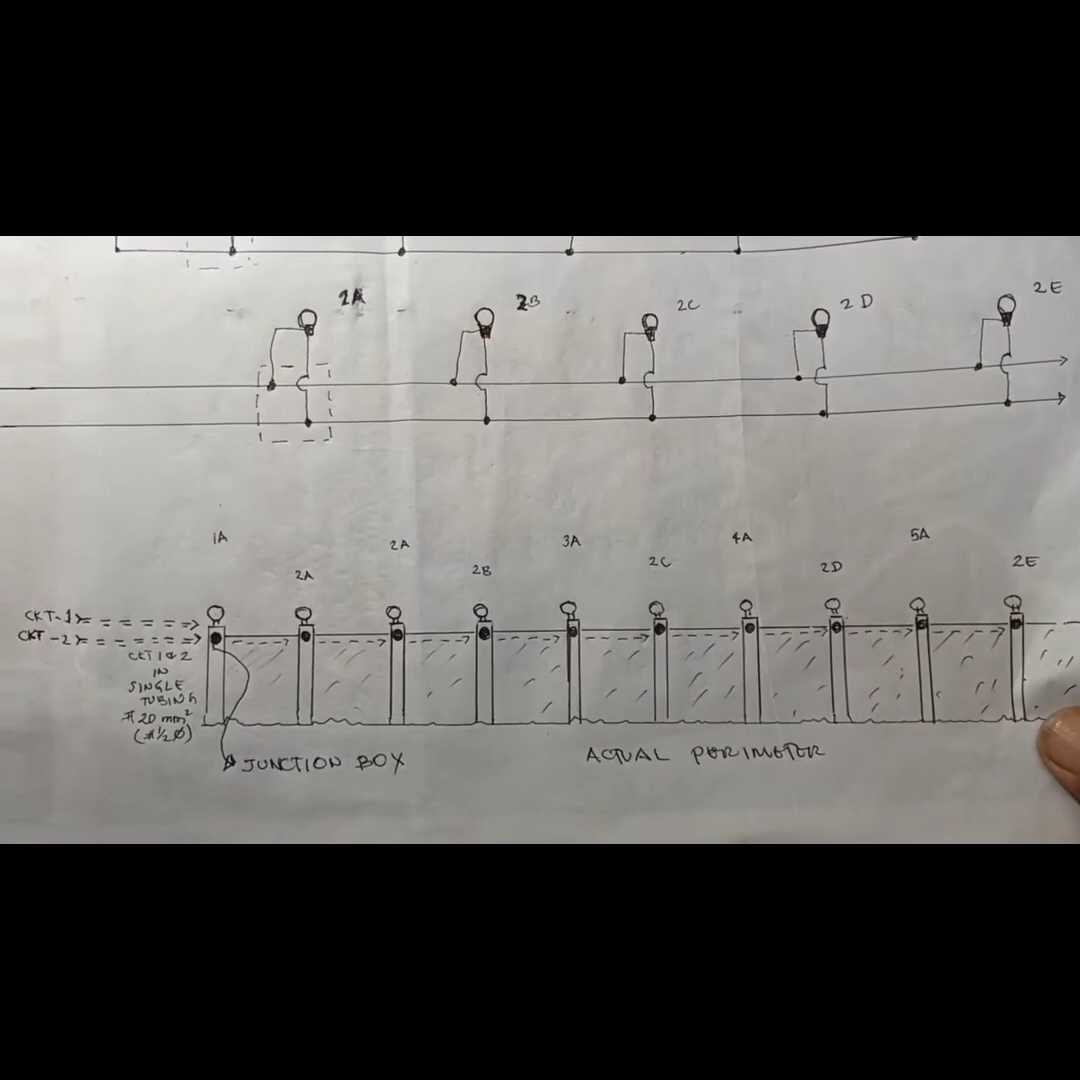 2A
2B
2C
2D
2E
1A
2A
2A
2B
3A
2C
4A
2D
5A
2E
CKT-1
CKT-2
CKT 1&2
IN
SINGLE
TUBING
#20 mm²
(#1/2Ø)
JUNCTION BOX
ACTUAL PERIMETER